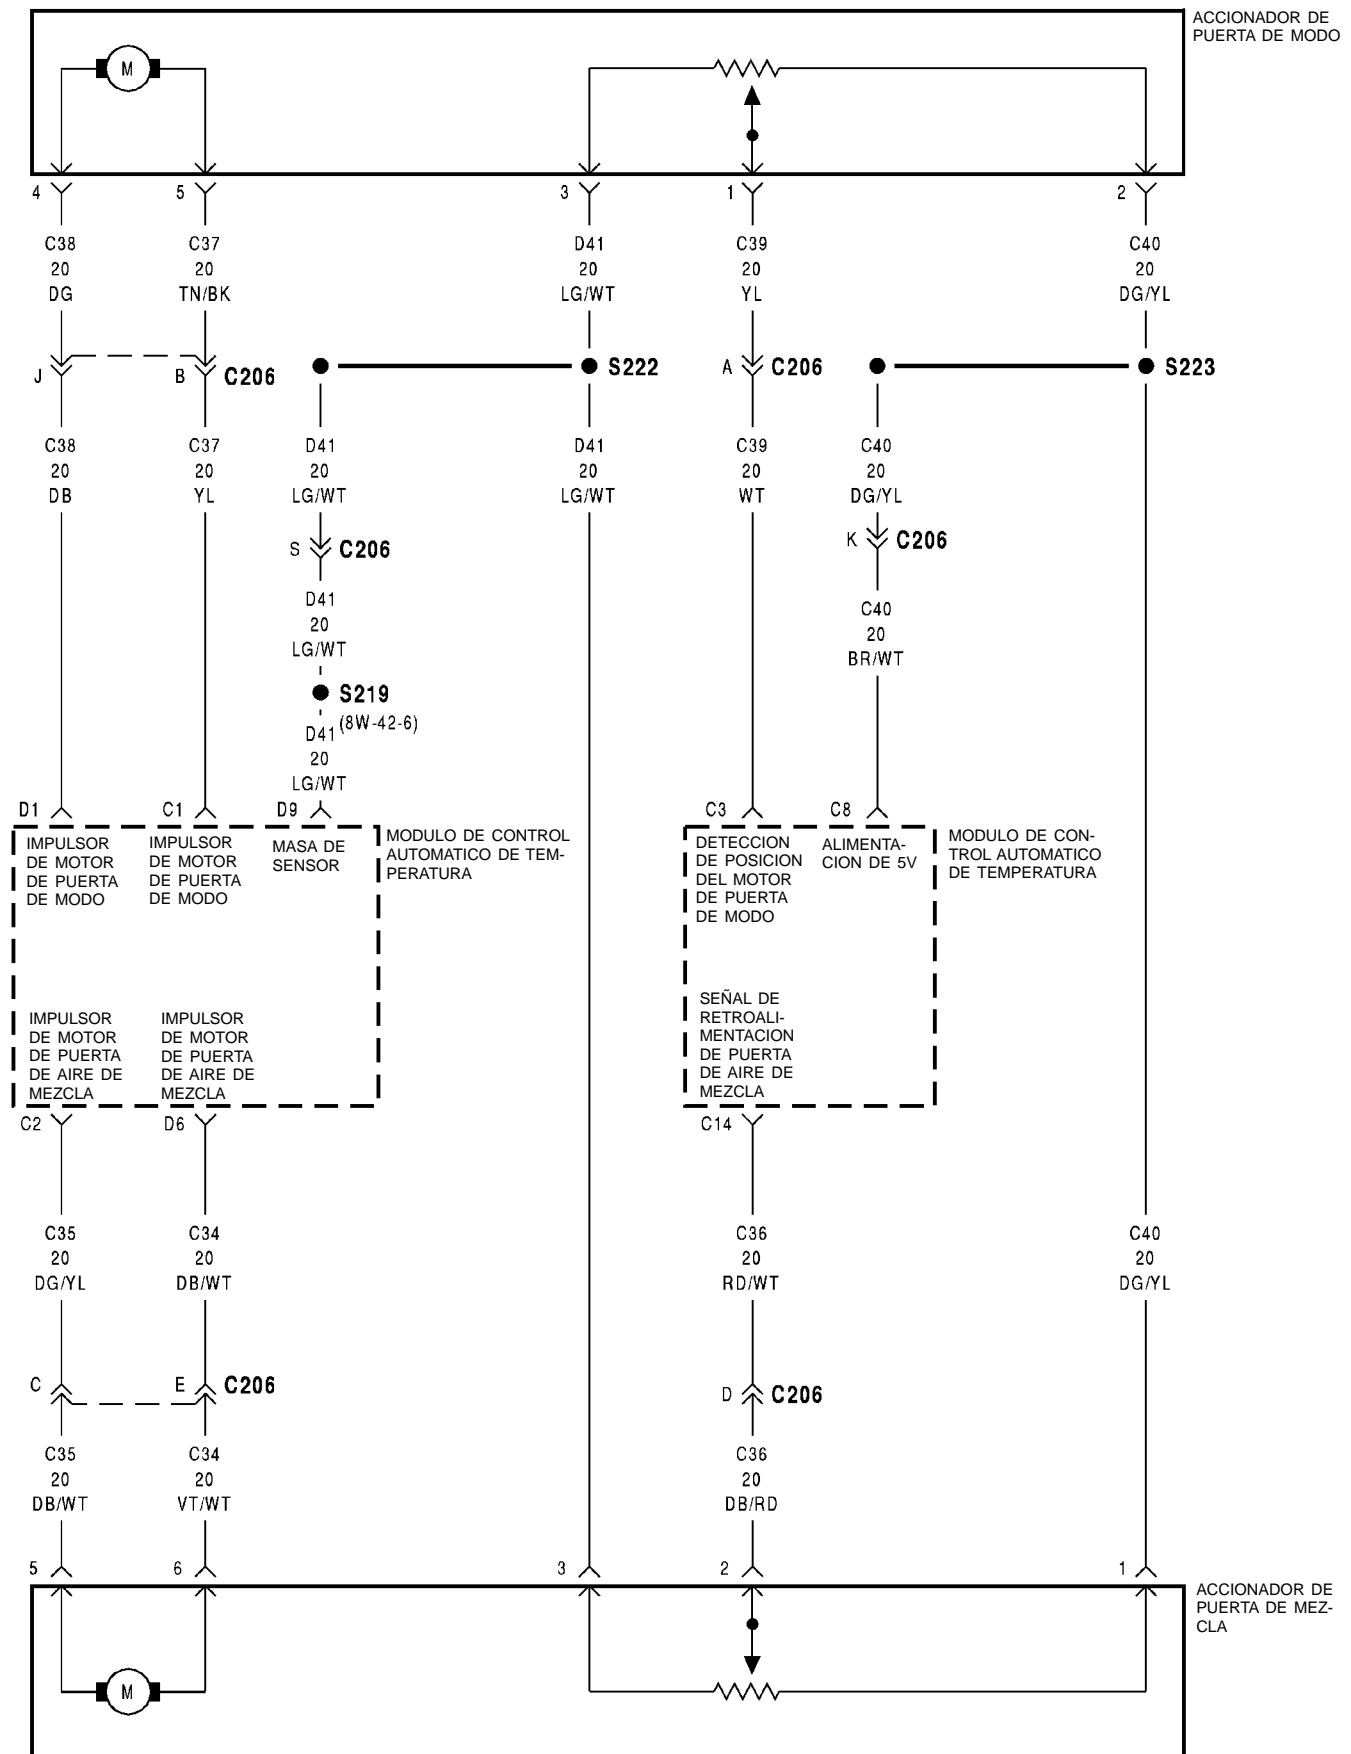 ACCIONADOR DE
PUERTA DE MODO
M
4 5 3 1 2
C38 C37 D41 C39 C40
20 20 20 20 20
DG TN/BK LG/WT YL DG/YL
J B C206 S222 A C206 S223
C38 C37 D41 D41 C39 C40
20 20 20 20 20 20
DB YL LG/WT LG/WT WT DG/YL
S C206 K C206
D41 C40
20 20
LG/WT BR/WT
S219
(8W-42-6)
D41
20
LG/WT
D1 C1 D9 C3 C8
IMPULSOR
DE MOTOR
DE PUERTA
DE MODO
IMPULSOR
DE MOTOR
DE PUERTA
DE MODO
MASA DE
SENSOR
MODULO DE CONTROL
AUTOMATICO DE TEM-
PERATURA
DETECCION
DE POSICION
DEL MOTOR
DE PUERTA
DE MODO
ALIMENTA-
CION DE 5V
MODULO DE CON-
TROL AUTOMATICO
DE TEMPERATURA
IMPULSOR
DE MOTOR
DE PUERTA
DE AIRE DE
MEZCLA
IMPULSOR
DE MOTOR
DE PUERTA
DE AIRE DE
MEZCLA
SEÑAL DE
RETROALI-
MENTACION
DE PUERTA
DE AIRE DE
MEZCLA
C2 D6 C14
C35 C34 C36 C40
20 20 20 20
DG/YL DB/WT RD/WT DG/YL
C E C206 D C206
C35 C34 C36
20 20 20
DB/WT VT/WT DB/RD
5 6 3 2 1
ACCIONADOR DE
PUERTA DE MEZ-
CLA
M